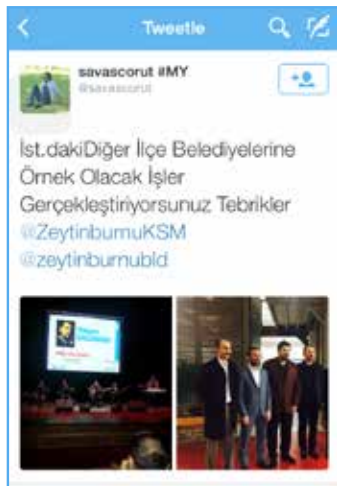 Tweetle
savascorut #MY
@savascorut
İst.dakiDiğer İlçe Belediyelerine
Örnek Olacak İşler
Gerçekleştiriyorsunuz Tebrikler
@ZeytinburnuKSM
@zeytinburnubld